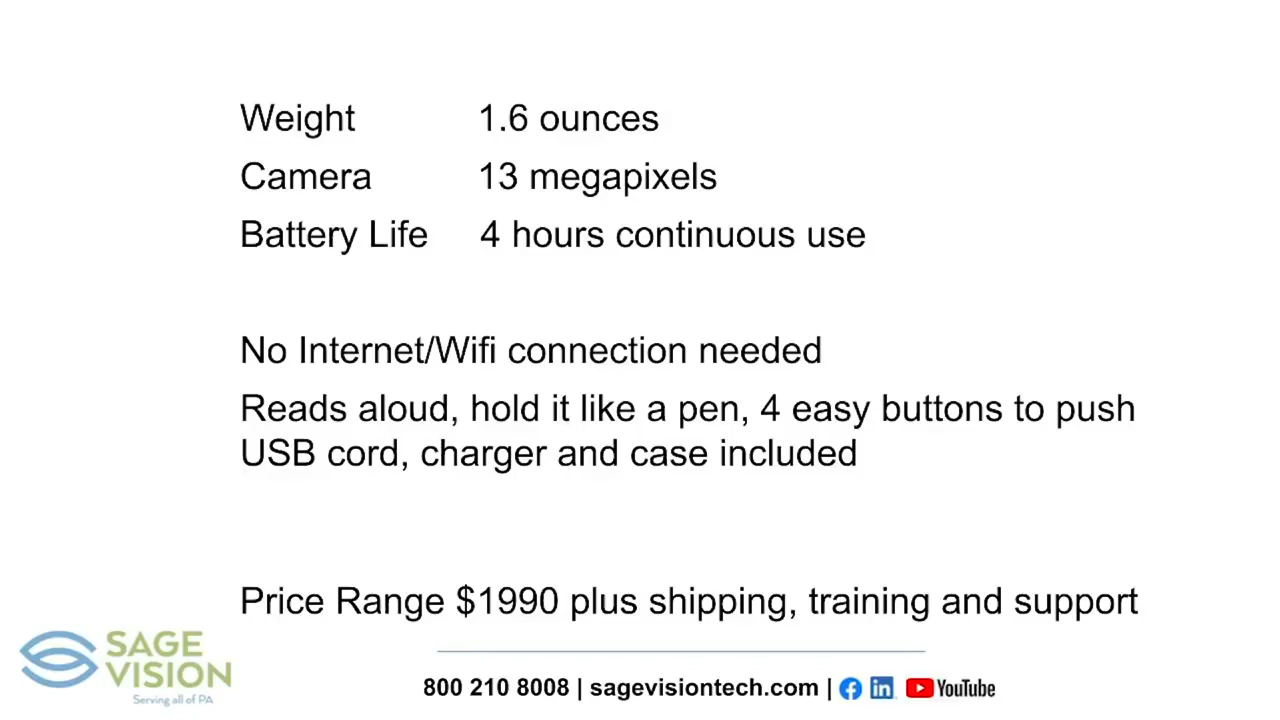 Weight 1.6 ounces
Camera 13 megapixels
Battery Life 4 hours continuous use
No Internet/Wifi connection needed
Reads aloud, hold it like a pen, 4 easy buttons to push
USB cord, charger and case included
Price Range $1990 plus shipping, training and support
SAGE
VISION
Serving all of PA
800 210 8008 | sagevisiontech.com | f in YouTube